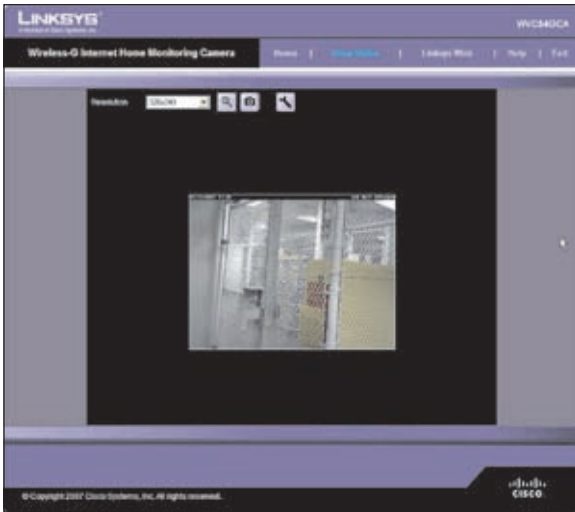 LINKSYS
WVC54GCA
Wireless-G Internet Home Monitoring Camera
Home | View Video | Linksys Web | Help | Exit
Resolution 320x240
© Copyright 2007 Cisco Systems, Inc. All rights reserved.
CISCO